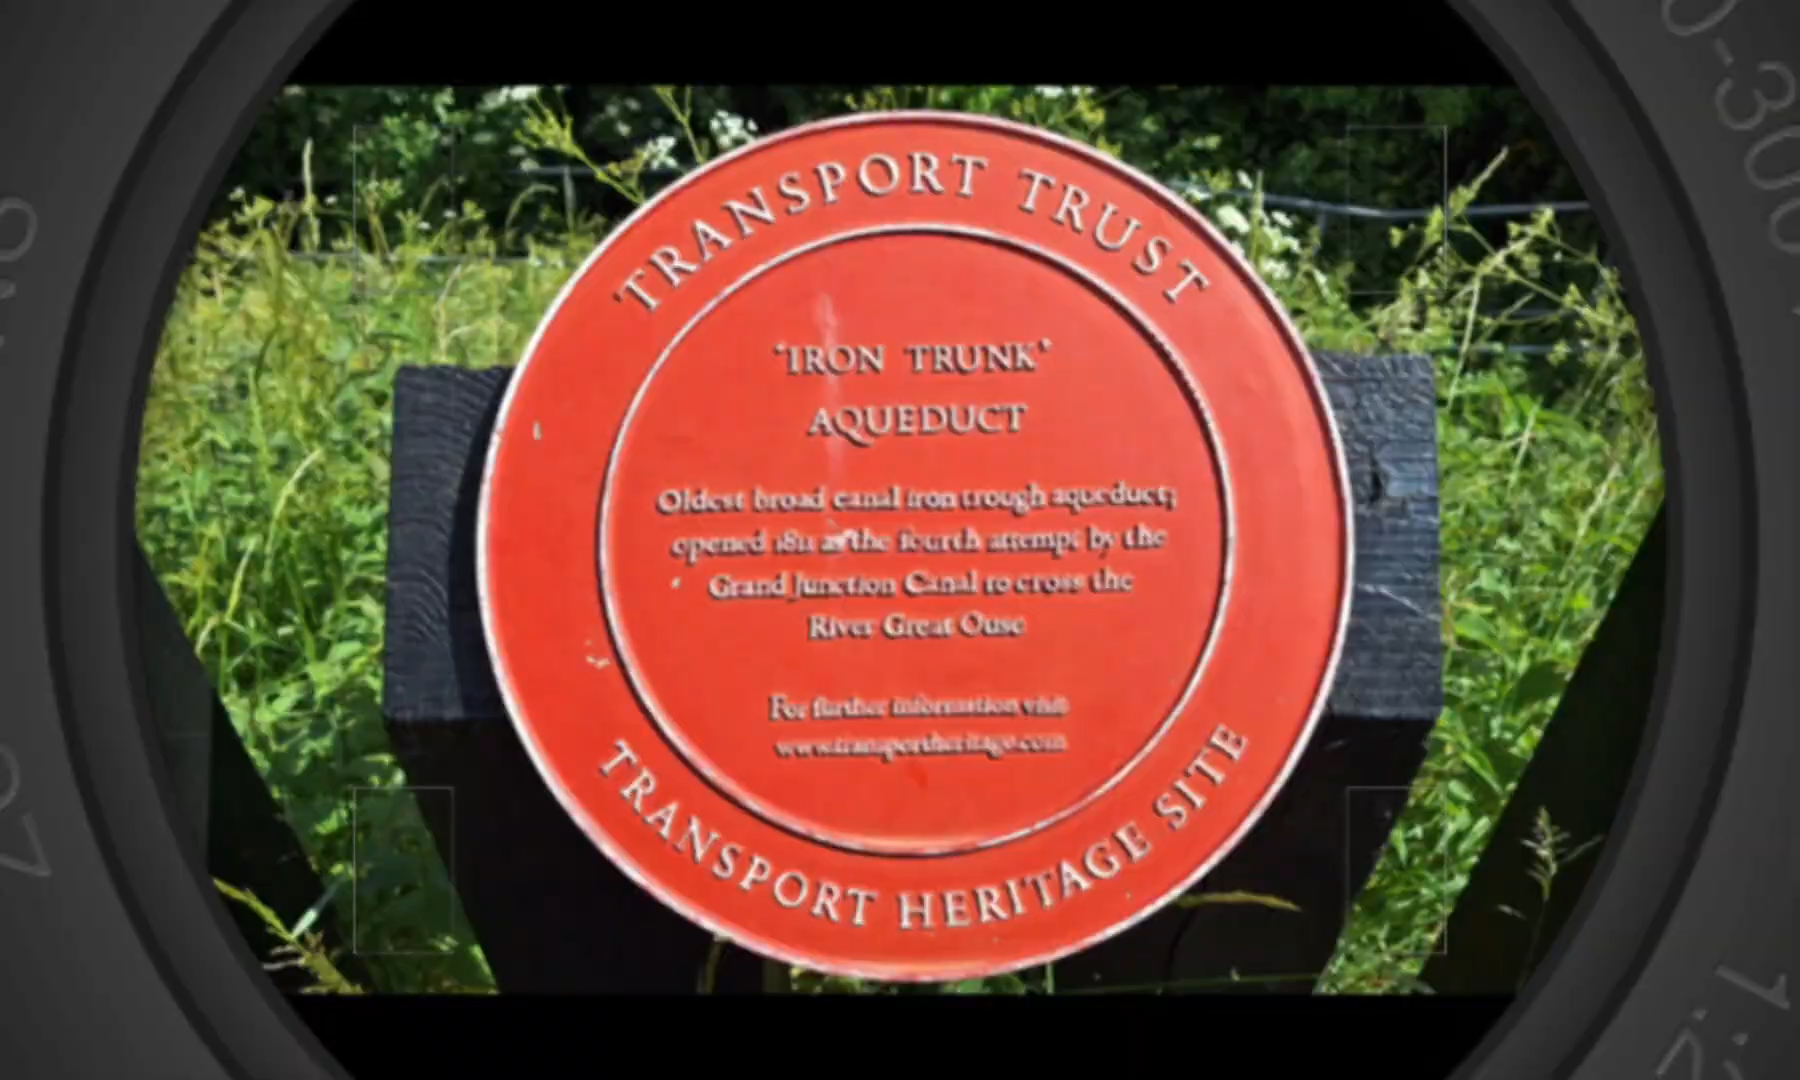 TRANSPORT TRUST
"IRON TRUNK"
AQUEDUCT
Oldest broad canal iron trough aqueduct;
opened 1811 as the fourth attempt by the
Grand Junction Canal to cross the
River Great Ouse
For further information visit
www.transportheritage.com
TRANSPORT HERITAGE SITE